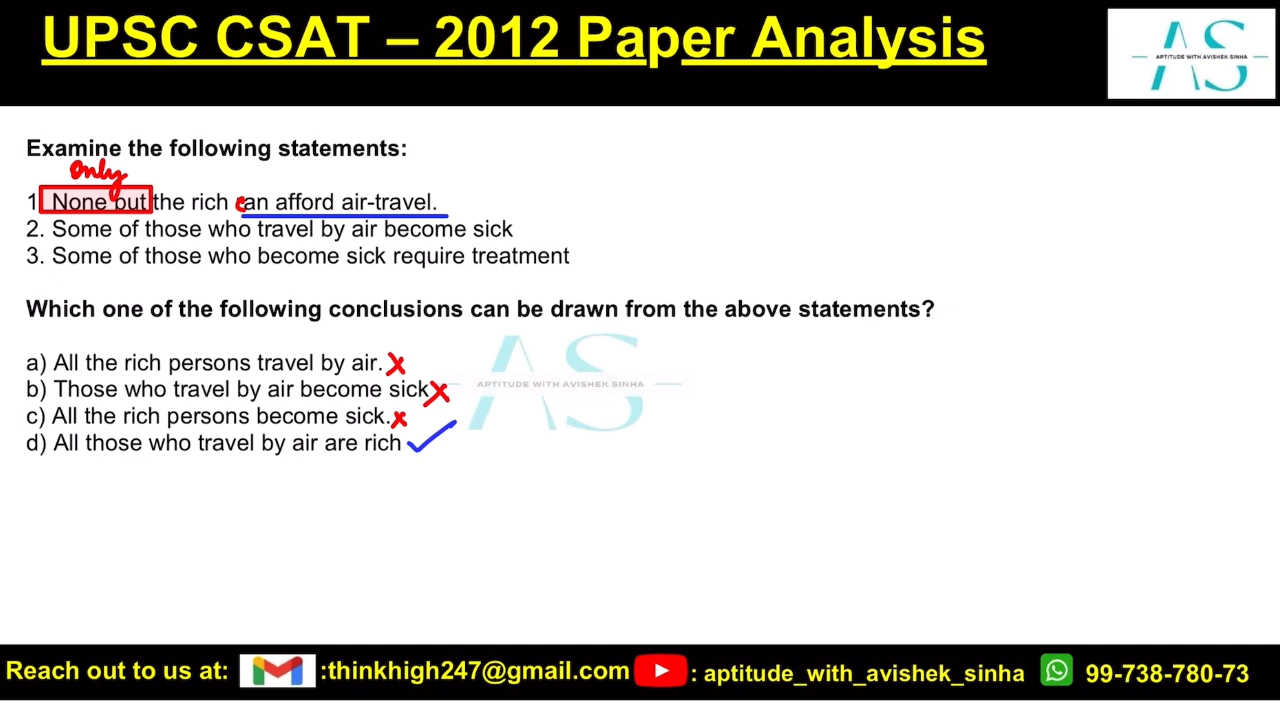 UPSC CSAT – 2012 Paper Analysis
AS
APTITUDE WITH AVISHEK SINHA
Examine the following statements:
Only
1. None but the rich can afford air-travel.
2. Some of those who travel by air become sick
3. Some of those who become sick require treatment
Which one of the following conclusions can be drawn from the above statements?
a) All the rich persons travel by air.
b) Those who travel by air become sick
c) All the rich persons become sick.
d) All those who travel by air are rich
AS
APTITUDE WITH AVISHEK SINHA
Reach out to us at: :thinkhigh247@gmail.com : aptitude_with_avishek_sinha 99-738-780-73